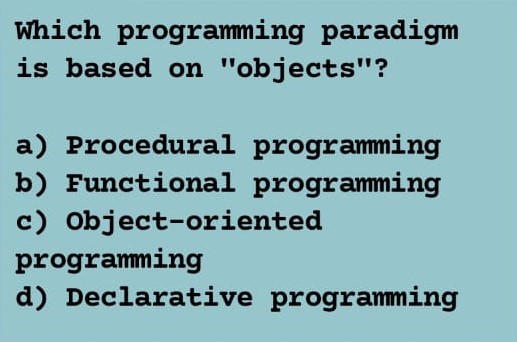 Which programming paradigm
is based on "objects"?
a) Procedural programming
b) Functional programming
c) Object-oriented
programming
d) Declarative programming